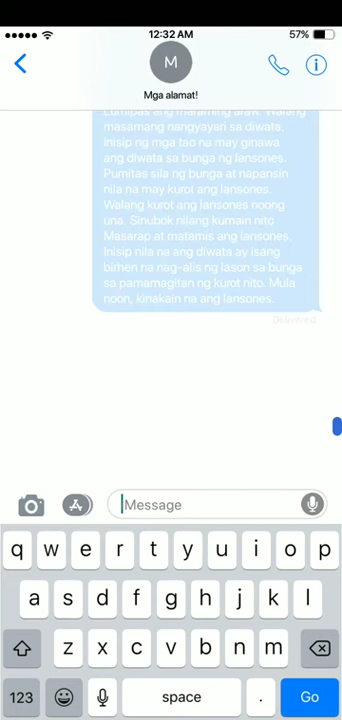 12:32 AM
57%
M
Mga alamat!
Lumipas ang maraming araw. Walang
masamang nangyayari sa diwata.
Inisip ng mga tao na may ginawa
ang diwata sa bunga ng lansones.
Pumitas sila ng bunga at napansin
nila na may kurot ang lansones.
Walang kurot ang lansones noong
una. Sinubok nilang kumain nito
Masarap at matamis ang lansones.
Inisip nila na ang diwata ay isang
birhen na nag-alis ng lason sa bunga
sa pamamagitan ng kurot nito. Mula
noon, kinakain na ang lansones.
Delivered
Message
q w e r t y u i o p
a s d f g h j k l
z x c v b n m
123 space . Go